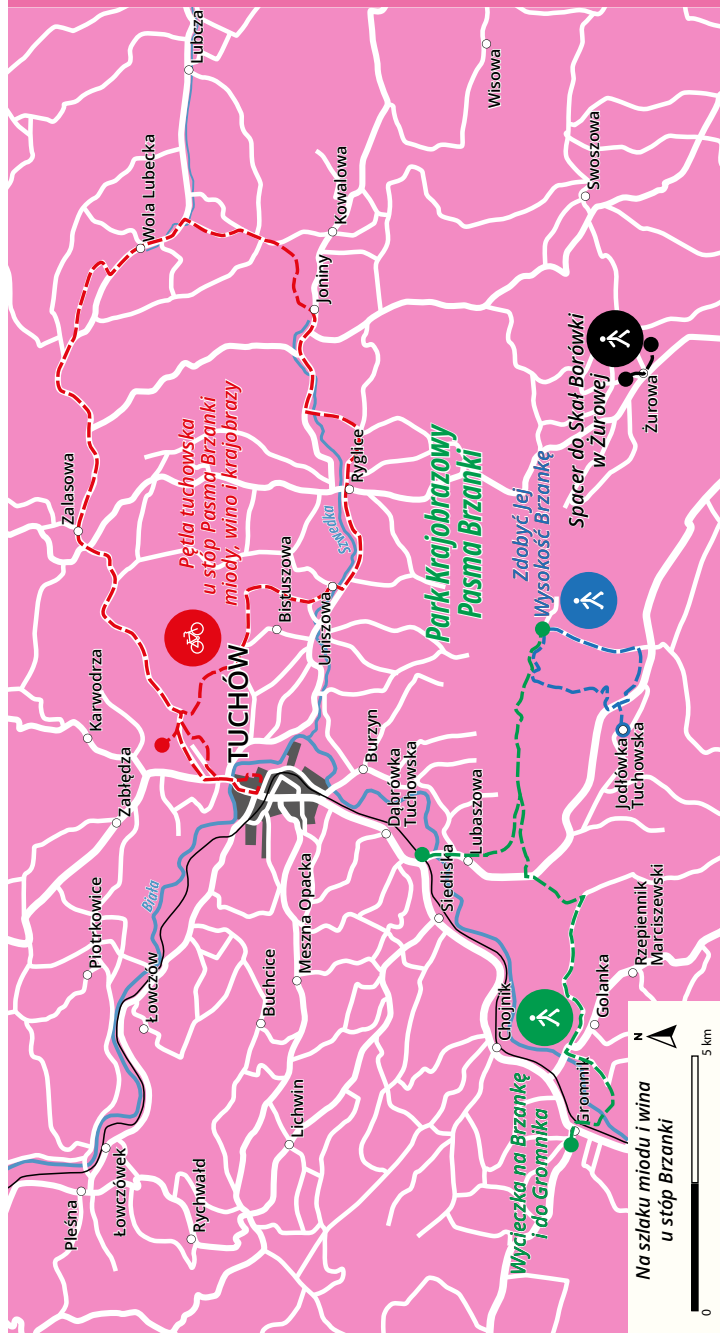 Lubcza
Wola Lubecka
Wisowa
Swoszowa
Kowalowa
Joniny
Zalasowa
Pętla tuchowska
u stóp Pasma Brzanki
miody, wino i krajobrazy
Ryglice
Szwedka
Bistuszowa
Uniszowa
Park Krajobrazowy
Pasma Brzanki
Spacer do Skał Borówki
w Żurowej
Żurowa
Zdobyć Jej
Wysokość Brzankę
Karwodrza
Zabłędza
TUCHÓW
Burzyn
Dąbrówka
Tuchowska
Lubaszowa
Siedliska
Jodłówka
Tuchowska
Piotrkowice
Biała
Łowczów
Buchcice
Meszna Opacka
Lichwin
Chojnik
Golanka
Rzepiennik
Marciszewski
Gromnik
Wycieczka na Brzankę
i do Gromnika
Pleśna
Łowczówek
Rychwałd
Na szlaku miodu i wina
u stóp Brzanki
N
0
5 km